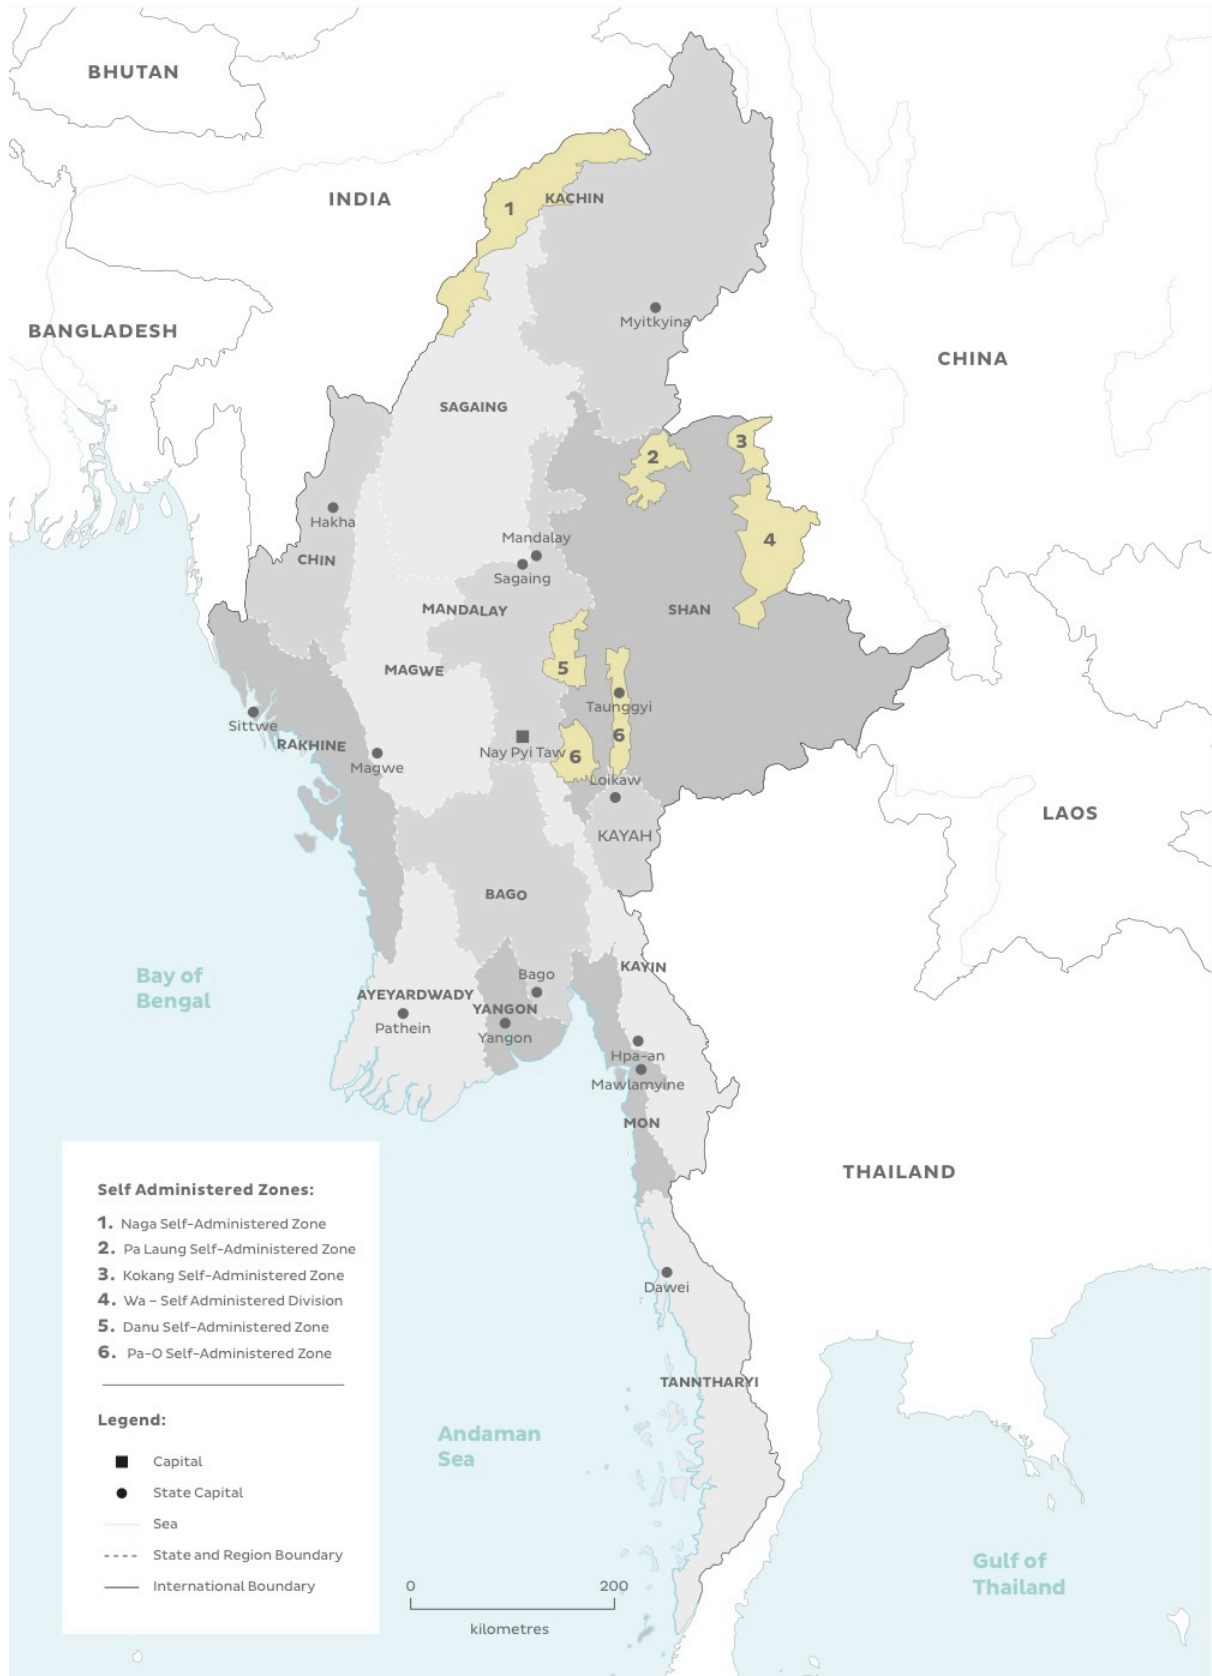 BHUTAN
INDIA
KACHIN
1
BANGLADESH
Myitkyina
CHINA
SAGAING
2
3
Hakha
CHIN
Mandalay
Sagaing
4
MANDALAY
SHAN
MAGWE
5
Taunggyi
Sittwe
RAKHINE
Magwe
Nay Pyi Taw
6
6
Loikaw
KAYAH
LAOS
BAGO
Bay of
Bengal
KAYIN
Bago
AYEYARDWADY
Pathein
YANGON
Yangon
Hpa-an
Mawlamyine
MON
THAILAND
Self Administered Zones:
1. Naga Self-Administered Zone
2. Pa Laung Self-Administered Zone
3. Kokang Self-Administered Zone
4. Wa – Self Administered Division
5. Danu Self-Administered Zone
6. Pa-O Self-Administered Zone
Legend:
Capital
State Capital
Sea
State and Region Boundary
International Boundary
Dawei
TANNTHARYI
Andaman
Sea
Gulf of
Thailand
0 200
kilometres